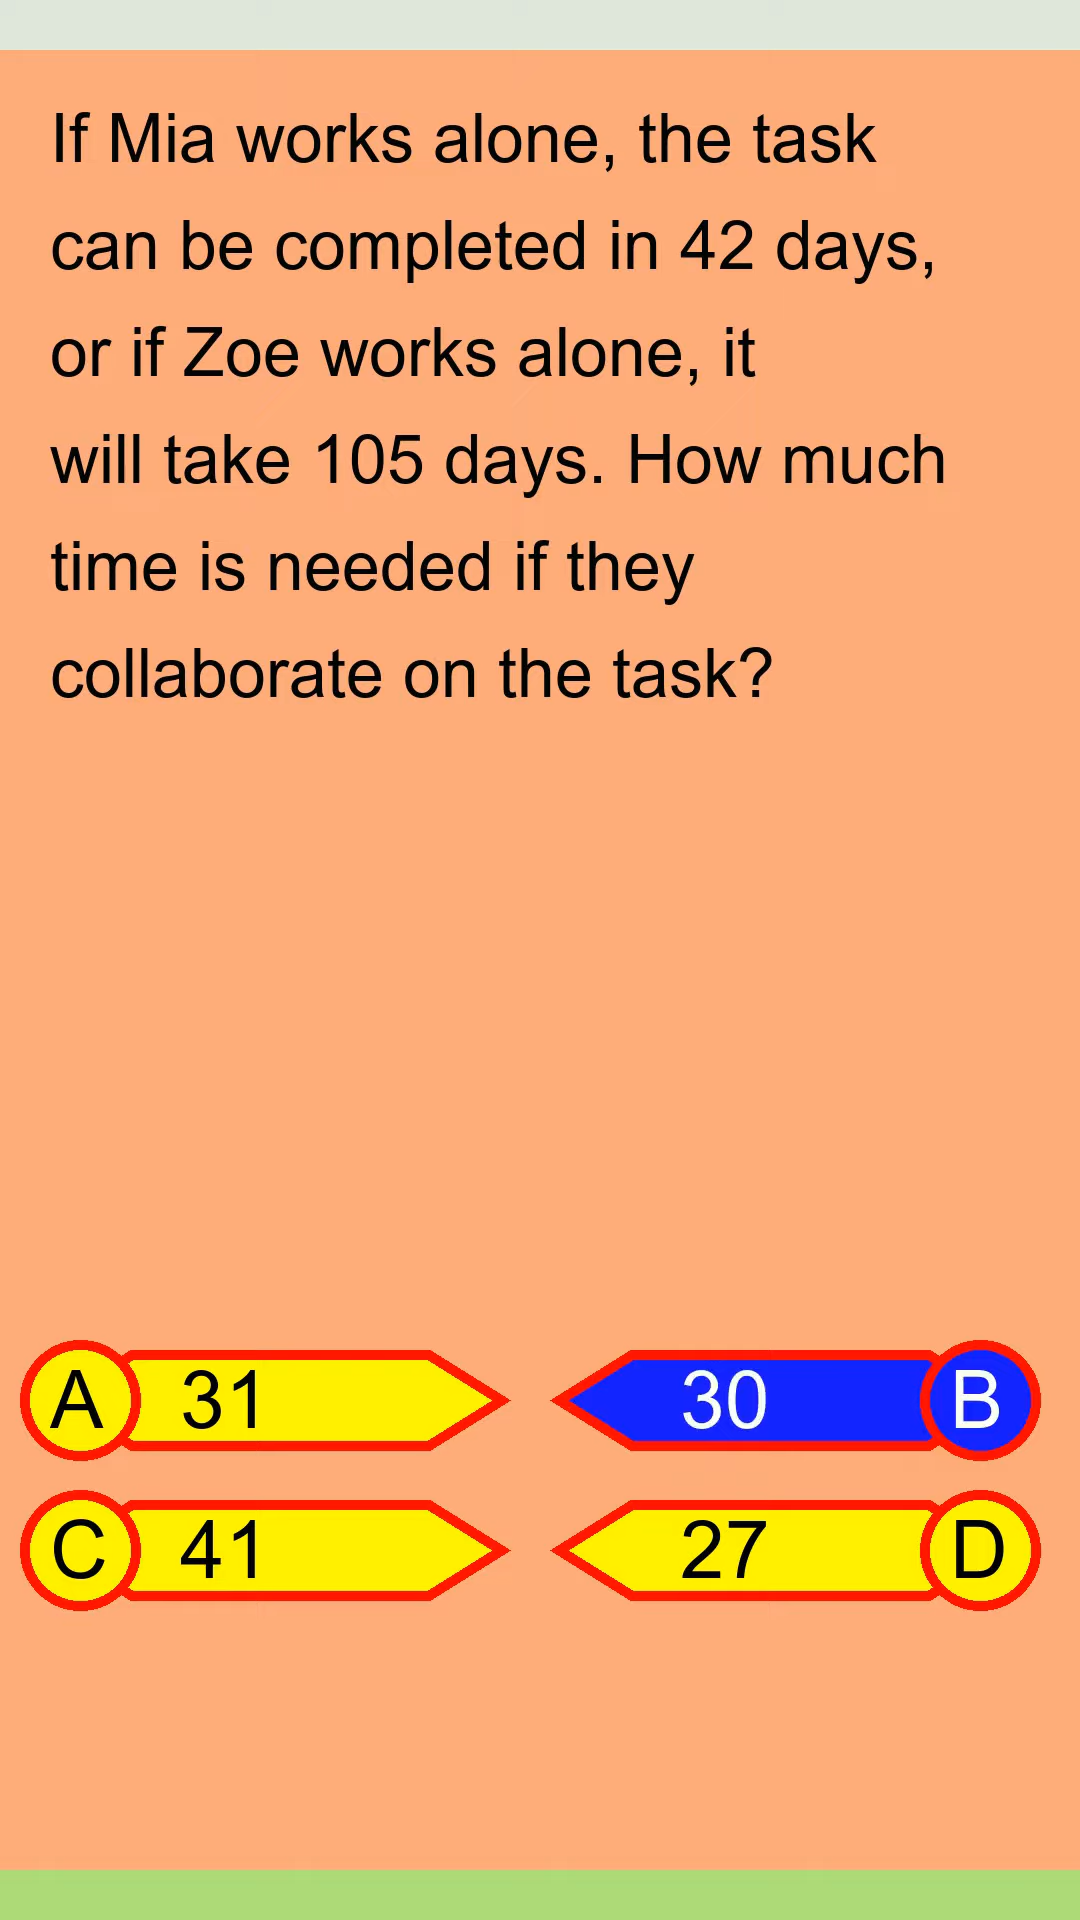 If Mia works alone, the task
can be completed in 42 days,
or if Zoe works alone, it
will take 105 days. How much
time is needed if they
collaborate on the task?
A 31
30 B
C 41
27 D